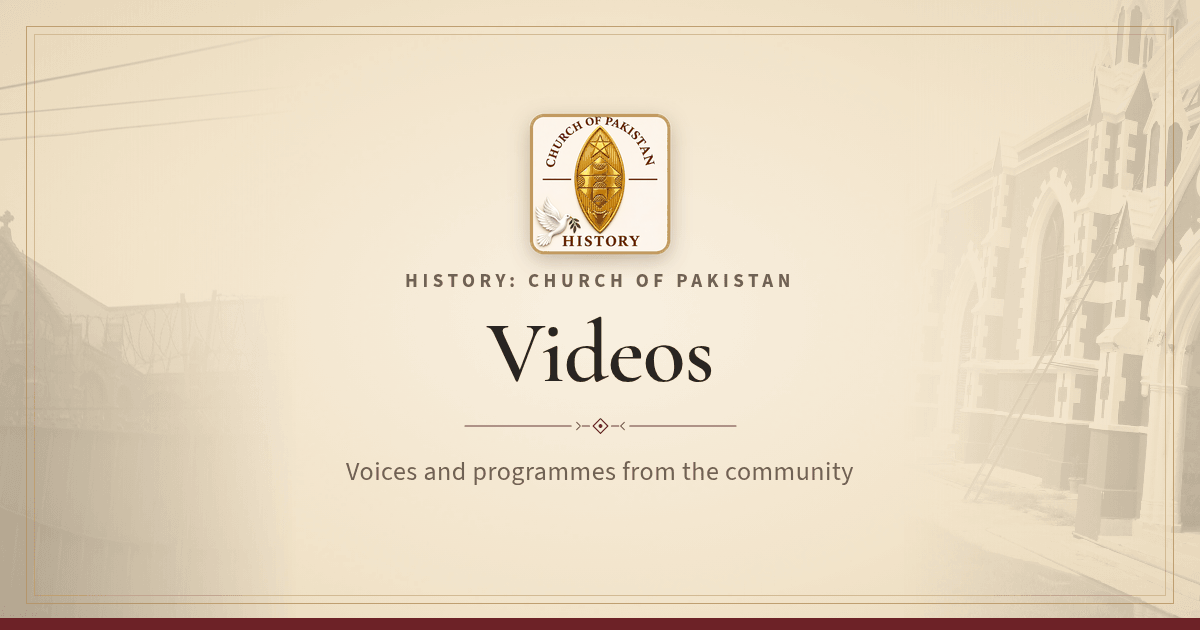 CHURCH OF PAKISTAN
HISTORY
HISTORY: CHURCH OF PAKISTAN
Videos
Voices and programmes from the community